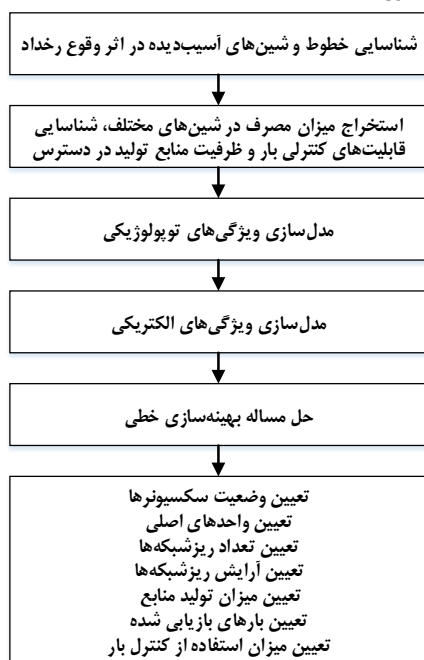 شناسایی خطوط و شین‌های آسیب‌دیده در اثر وقوع رخداد
استخراج میزان مصرف در شین‌های مختلف، شناسایی
قابلیت‌های کنترلی بار و ظرفیت منابع تولید در دسترس
مدل‌سازی ویژگی‌های توپولوژیکی
مدل‌سازی ویژگی‌های الکتریکی
حل مساله بهینه‌سازی خطی
تعیین وضعیت سکسیونرها
تعیین واحدهای اصلی
تعیین تعداد ریزشبکه‌ها
تعیین آرایش ریزشبکه‌ها
تعیین میزان تولید منابع
تعیین بارهای بازیابی شده
تعیین میزان استفاده از کنترل بار